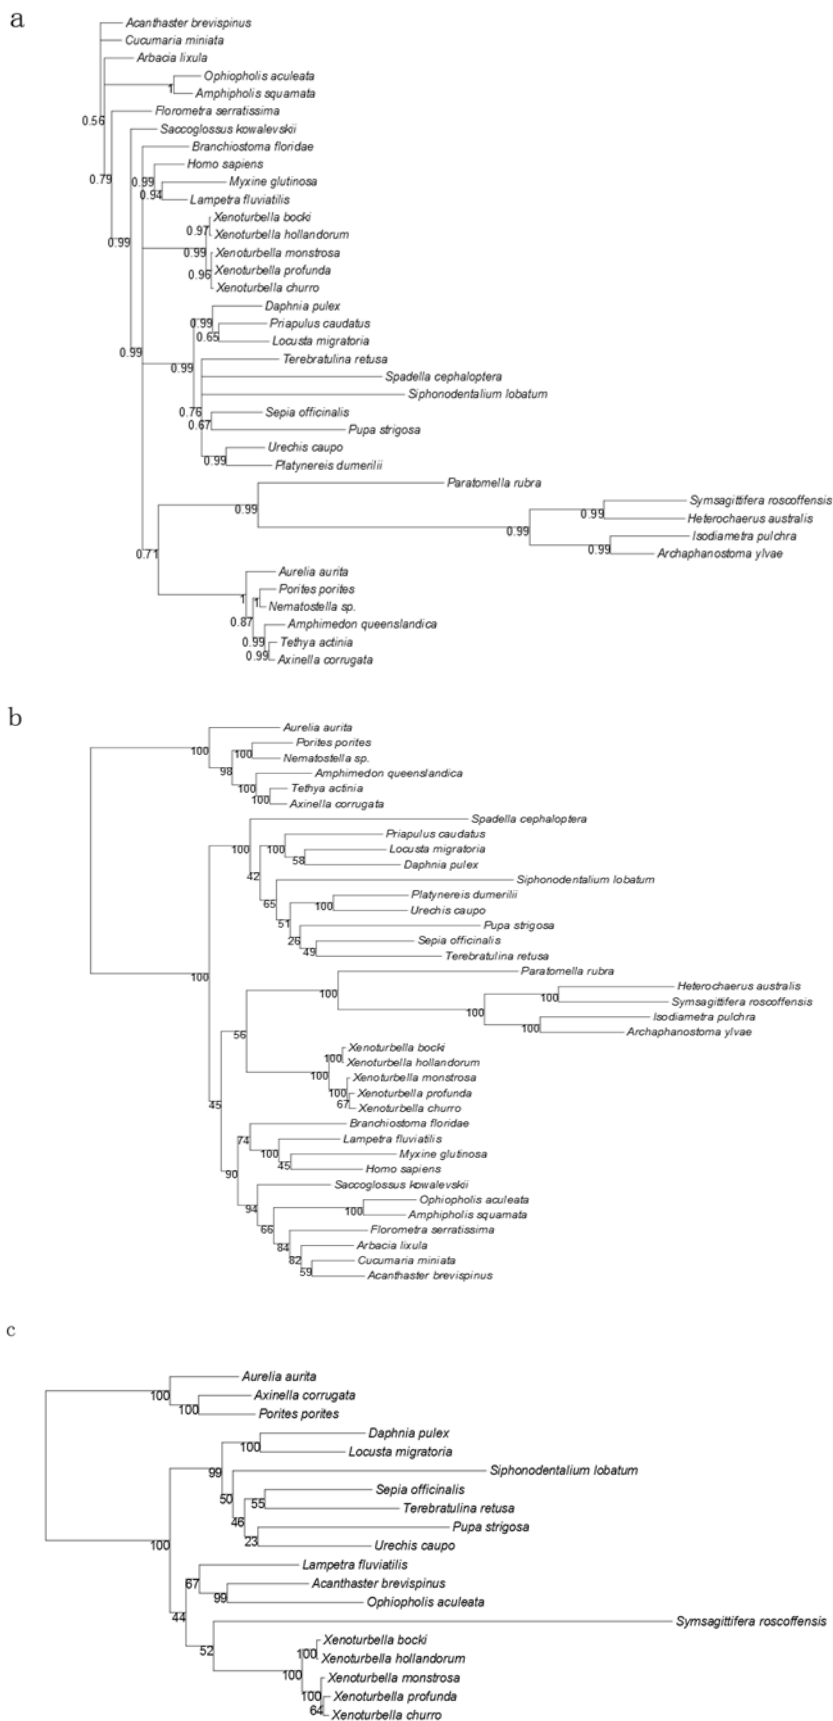 a
Acanthaster brevispinus
Cucumaria miniata
Arbacia lixula
Ophiopholis aculeata
1
Amphipholis squamata
Florometra serratissima
0.56
Saccoglossus kowalevskii
Branchiostoma floridae
Homo sapiens
0.79
0.99
Myxine glutinosa
0.94
Lampetra fluviatilis
Xenoturbella bocki
0.97
Xenoturbella hollandorum
0.99
0.99
Xenoturbella monstrosa
Xenoturbella profunda
0.96
Xenoturbella churro
Daphnia pulex
0.99
Priapulus caudatus
0.65
Locusta migratoria
0.99
Terebratulina retusa
0.99
Spadella cephaloptera
Siphonodentalium lobatum
0.76
Sepia officinalis
0.67
Pupa strigosa
Urechis caupo
0.99
Platynereis dumerilii
Paratomella rubra
Symsagittifera roscoffensis
0.99
0.99
Heterochaerus australis
0.99
Isodiametra pulchra
0.99
Archaphanostoma ylvae
0.71
Aurelia aurita
Porites porites
1
1
Nematostella sp.
0.87
Amphimedon queenslandica
0.99
Tethya actinia
0.99
Axinella corrugata
b
Aurelia aurita
Porites porites
100
100
Nematostella sp.
98
Amphimedon queenslandica
100
Tethya actinia
100
Axinella corrugata
Spadella cephaloptera
Priapulus caudatus
100
100
Locusta migratoria
58
Daphnia pulex
42
Siphonodentalium lobatum
Platynereis dumerilii
65
100
Urechis caupo
51
Pupa strigosa
26
Sepia officinalis
49
Terebratulina retusa
100
Paratomella rubra
Heterochaerus australis
100
100
Symsagittifera roscoffensis
100
Isodiametra pulchra
100
Archaphanostoma ylvae
56
Xenoturbella bocki
100
Xenoturbella hollandorum
100
Xenoturbella monstrosa
100
Xenoturbella profunda
67
Xenoturbella churro
45
Branchiostoma floridae
74
Lampetra fluviatilis
100
Myxine glutinosa
45
Homo sapiens
90
Saccoglossus kowalevskii
Ophiopholis aculeata
94
100
Amphipholis squamata
66
Florometra serratissima
84
Arbacia lixula
82
Cucumaria miniata
59
Acanthaster brevispinus
c
Aurelia aurita
100
Axinella corrugata
100
Porites porites
Daphnia pulex
100
Locusta migratoria
99
Siphonodentalium lobatum
Sepia officinalis
50
55
Terebratulina retusa
46
Pupa strigosa
23
Urechis caupo
100
Lampetra fluviatilis
67
Acanthaster brevispinus
99
Ophiopholis aculeata
44
Symsagittifera roscoffensis
Xenoturbella bocki
52
100
Xenoturbella hollandorum
100
Xenoturbella monstrosa
100
Xenoturbella profunda
64
Xenoturbella churro